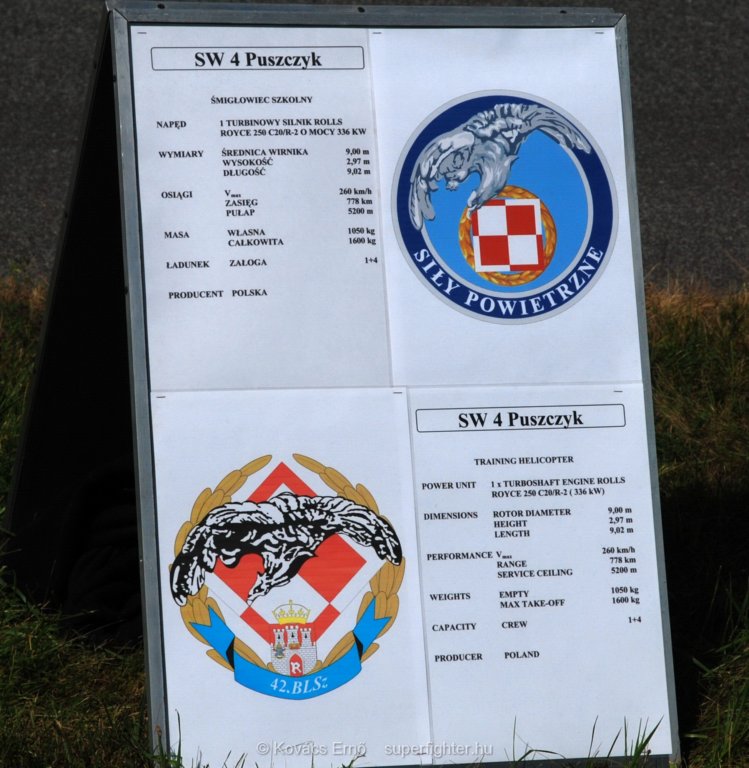 SW 4 Puszczyk
ŚMIGŁOWIEC SZKOLNY
NAPĘD 1 TURBINOWY SILNIK ROLLS
ROYCE 250 C20/R-2 O MOCY 336 KW
WYMIARY ŚREDNICA WIRNIKA 9,00 m
WYSOKOŚĆ 2,97 m
DŁUGOŚĆ 9,02 m
OSIĄGI Vmax 260 km/h
ZASIĘG 778 km
PUŁAP 5200 m
MASA WŁASNA 1050 kg
CAŁKOWITA 1600 kg
ŁADUNEK ZAŁOGA 1+4
PRODUCENT POLSKA
SIŁY POWIETRZNE
R
42.BLSz
SW 4 Puszczyk
TRAINING HELICOPTER
POWER UNIT 1 x TURBOSHAFT ENGINE ROLLS
ROYCE 250 C20/R-2 ( 336 kW)
DIMENSIONS ROTOR DIAMETER 9,00 m
HEIGHT 2,97 m
LENGTH 9,02 m
PERFORMANCE Vmax 260 km/h
RANGE 778 km
SERVICE CEILING 5200 m
WEIGHTS EMPTY 1050 kg
MAX TAKE-OFF 1600 kg
CAPACITY CREW 1+4
PRODUCER POLAND
© Kovács Ernő superfighter.hu